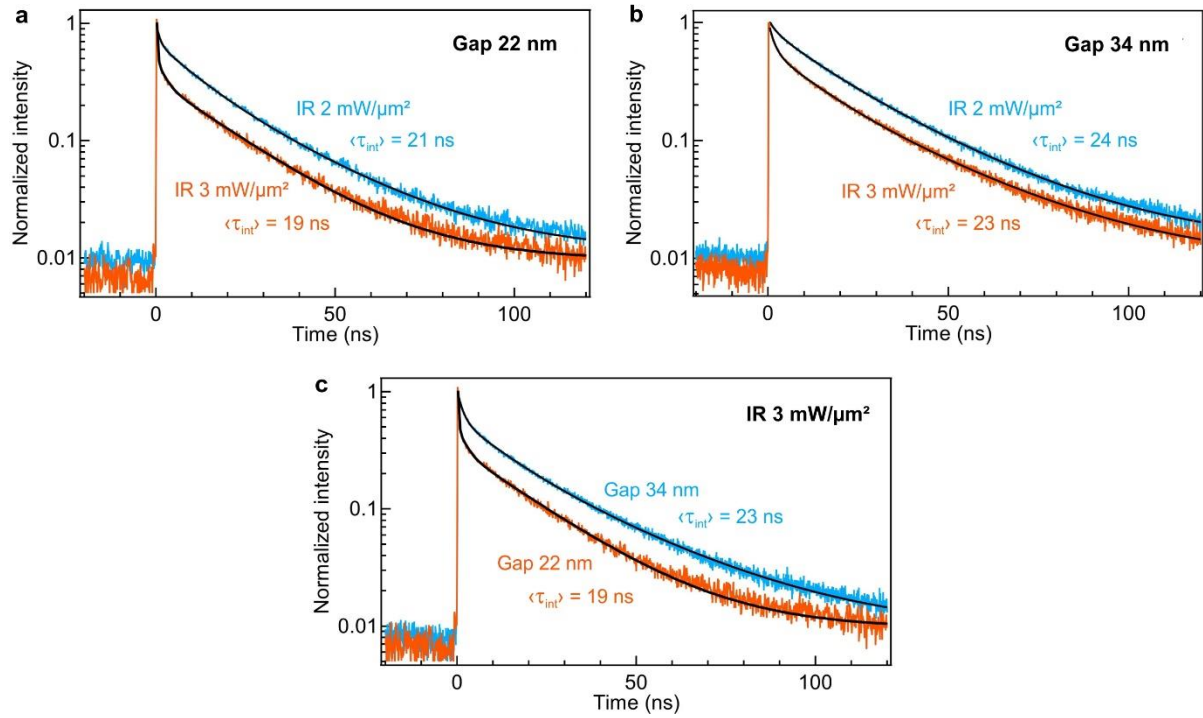 a
Gap 22 nm
Normalized intensity
1
0.1
0.01
IR 2 mW/µm²
‹τint› = 21 ns
IR 3 mW/µm²
‹τint› = 19 ns
0
50
100
Time (ns)
b
Gap 34 nm
Normalized intensity
1
0.1
0.01
IR 2 mW/µm²
‹τint› = 24 ns
IR 3 mW/µm²
‹τint› = 23 ns
0
50
100
Time (ns)
c
IR 3 mW/µm²
Normalized intensity
1
0.1
0.01
Gap 34 nm
‹τint› = 23 ns
Gap 22 nm
‹τint› = 19 ns
0
50
100
Time (ns)